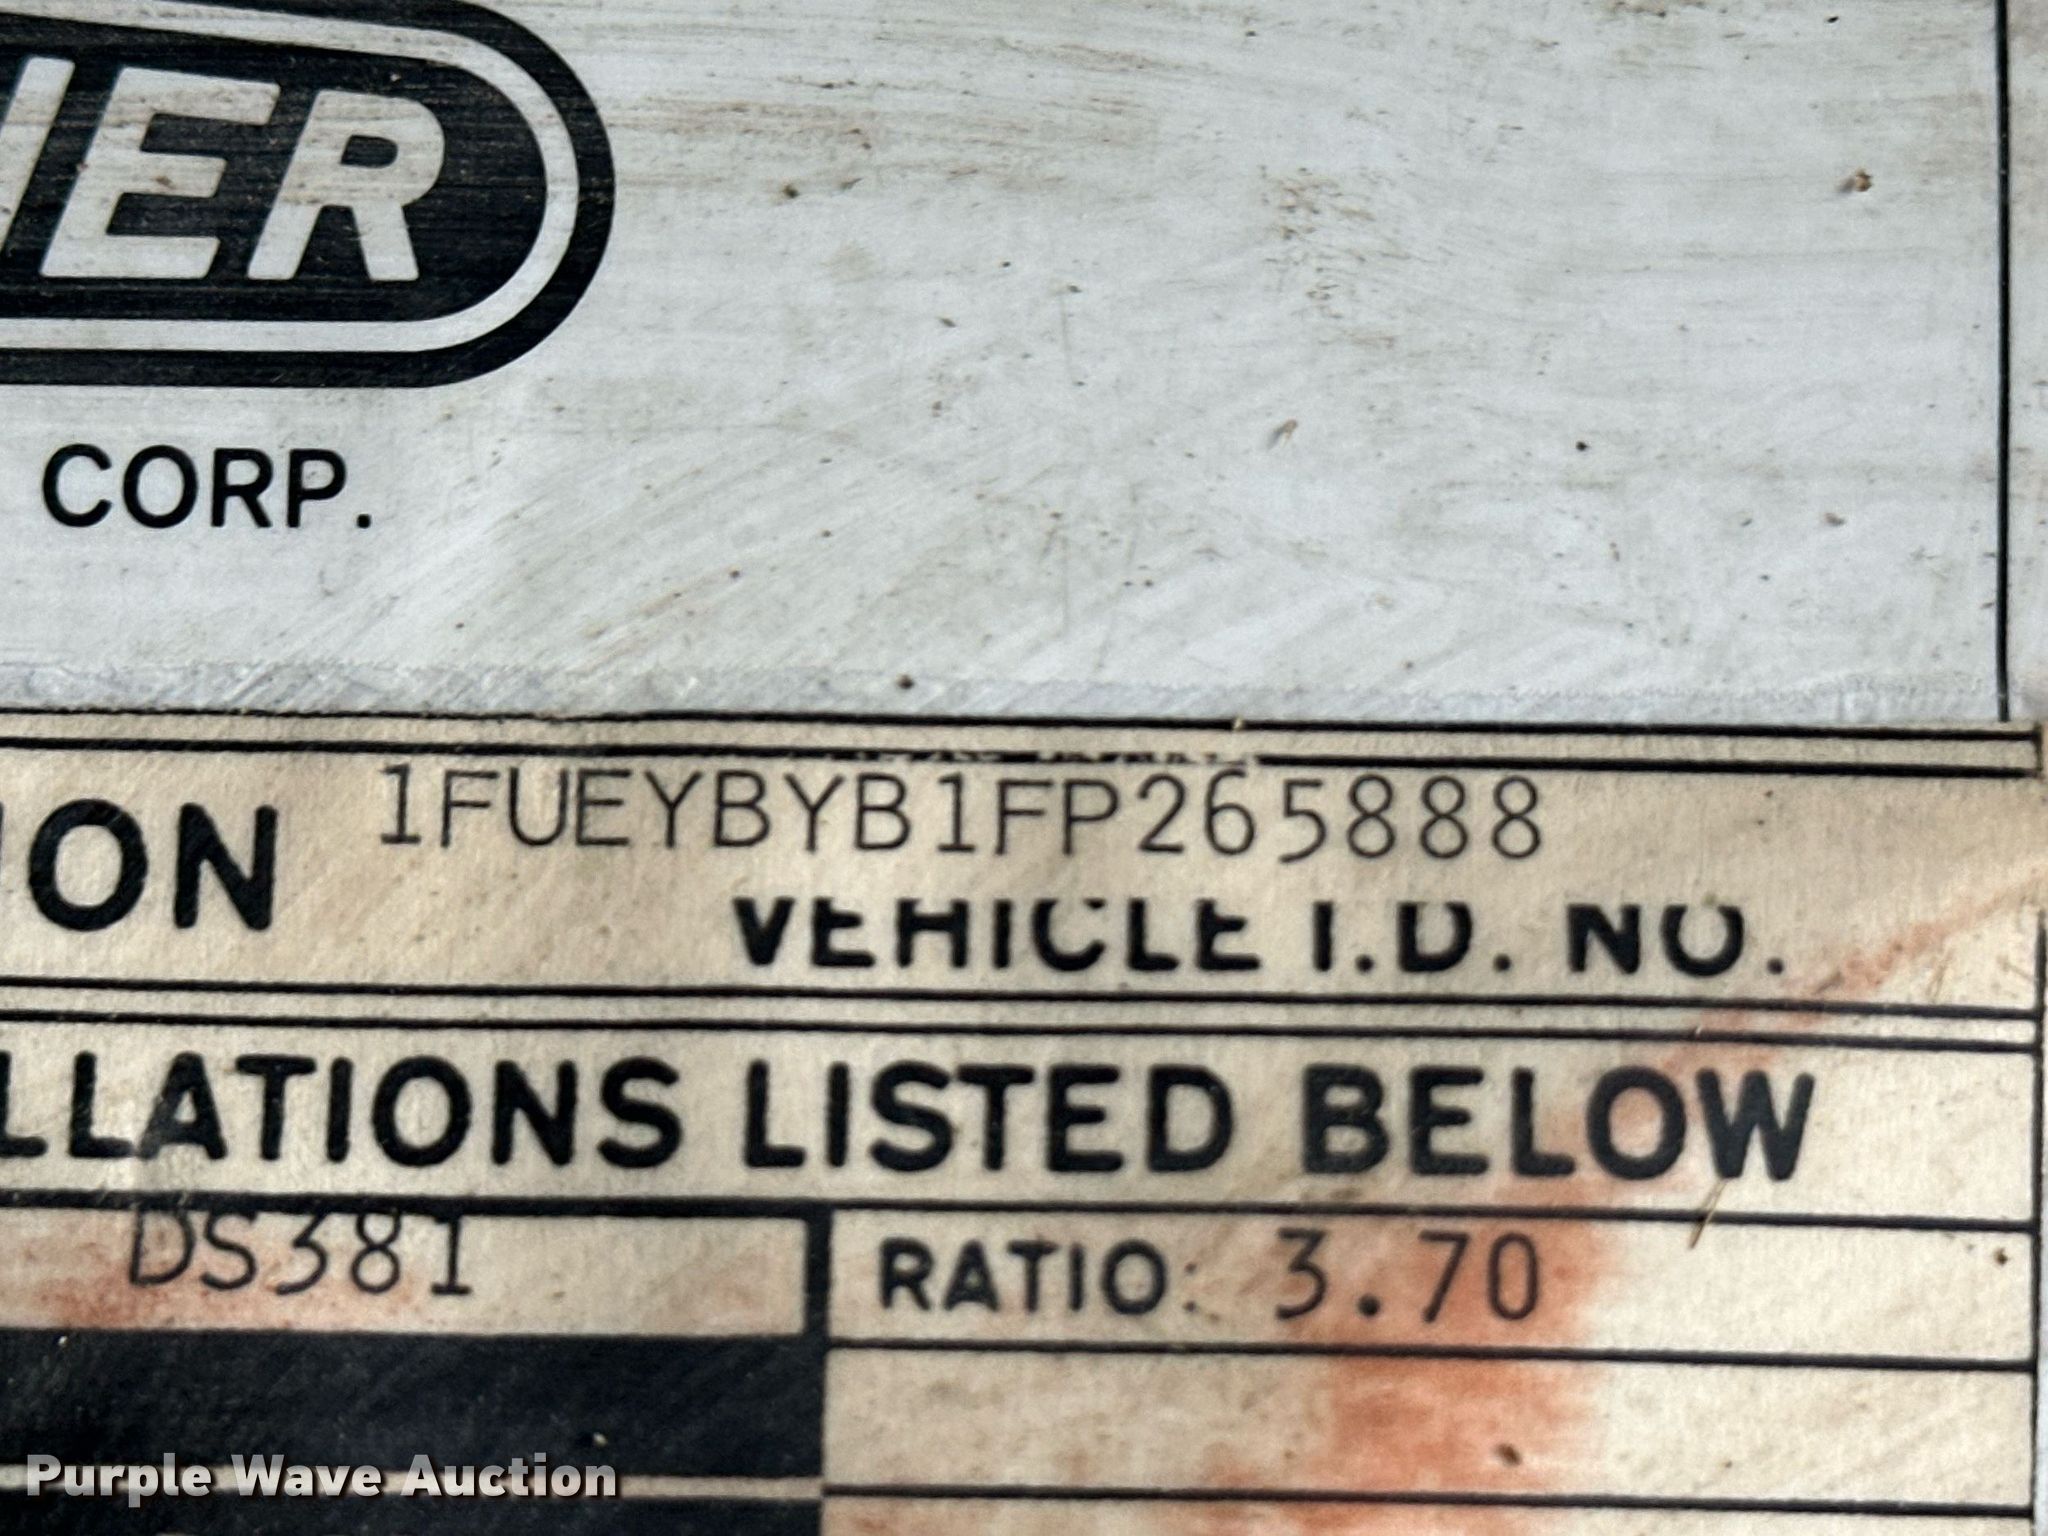 IER
CORP.
ION 1FUEYBYB1FP265888
VEHICLE I.D. NO.
LLATIONS LISTED BELOW
DS381 RATIO: 3.70
Purple Wave Auction